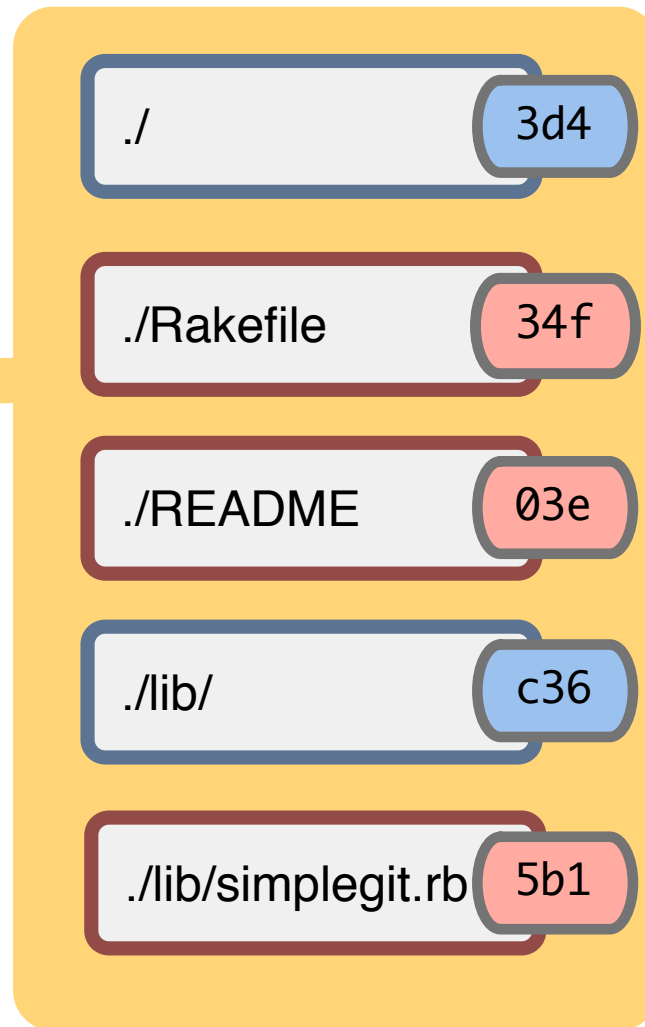 ./ 3d4
./Rakefile 34f
./README 03e
./lib/ c36
./lib/simplegit.rb 5b1